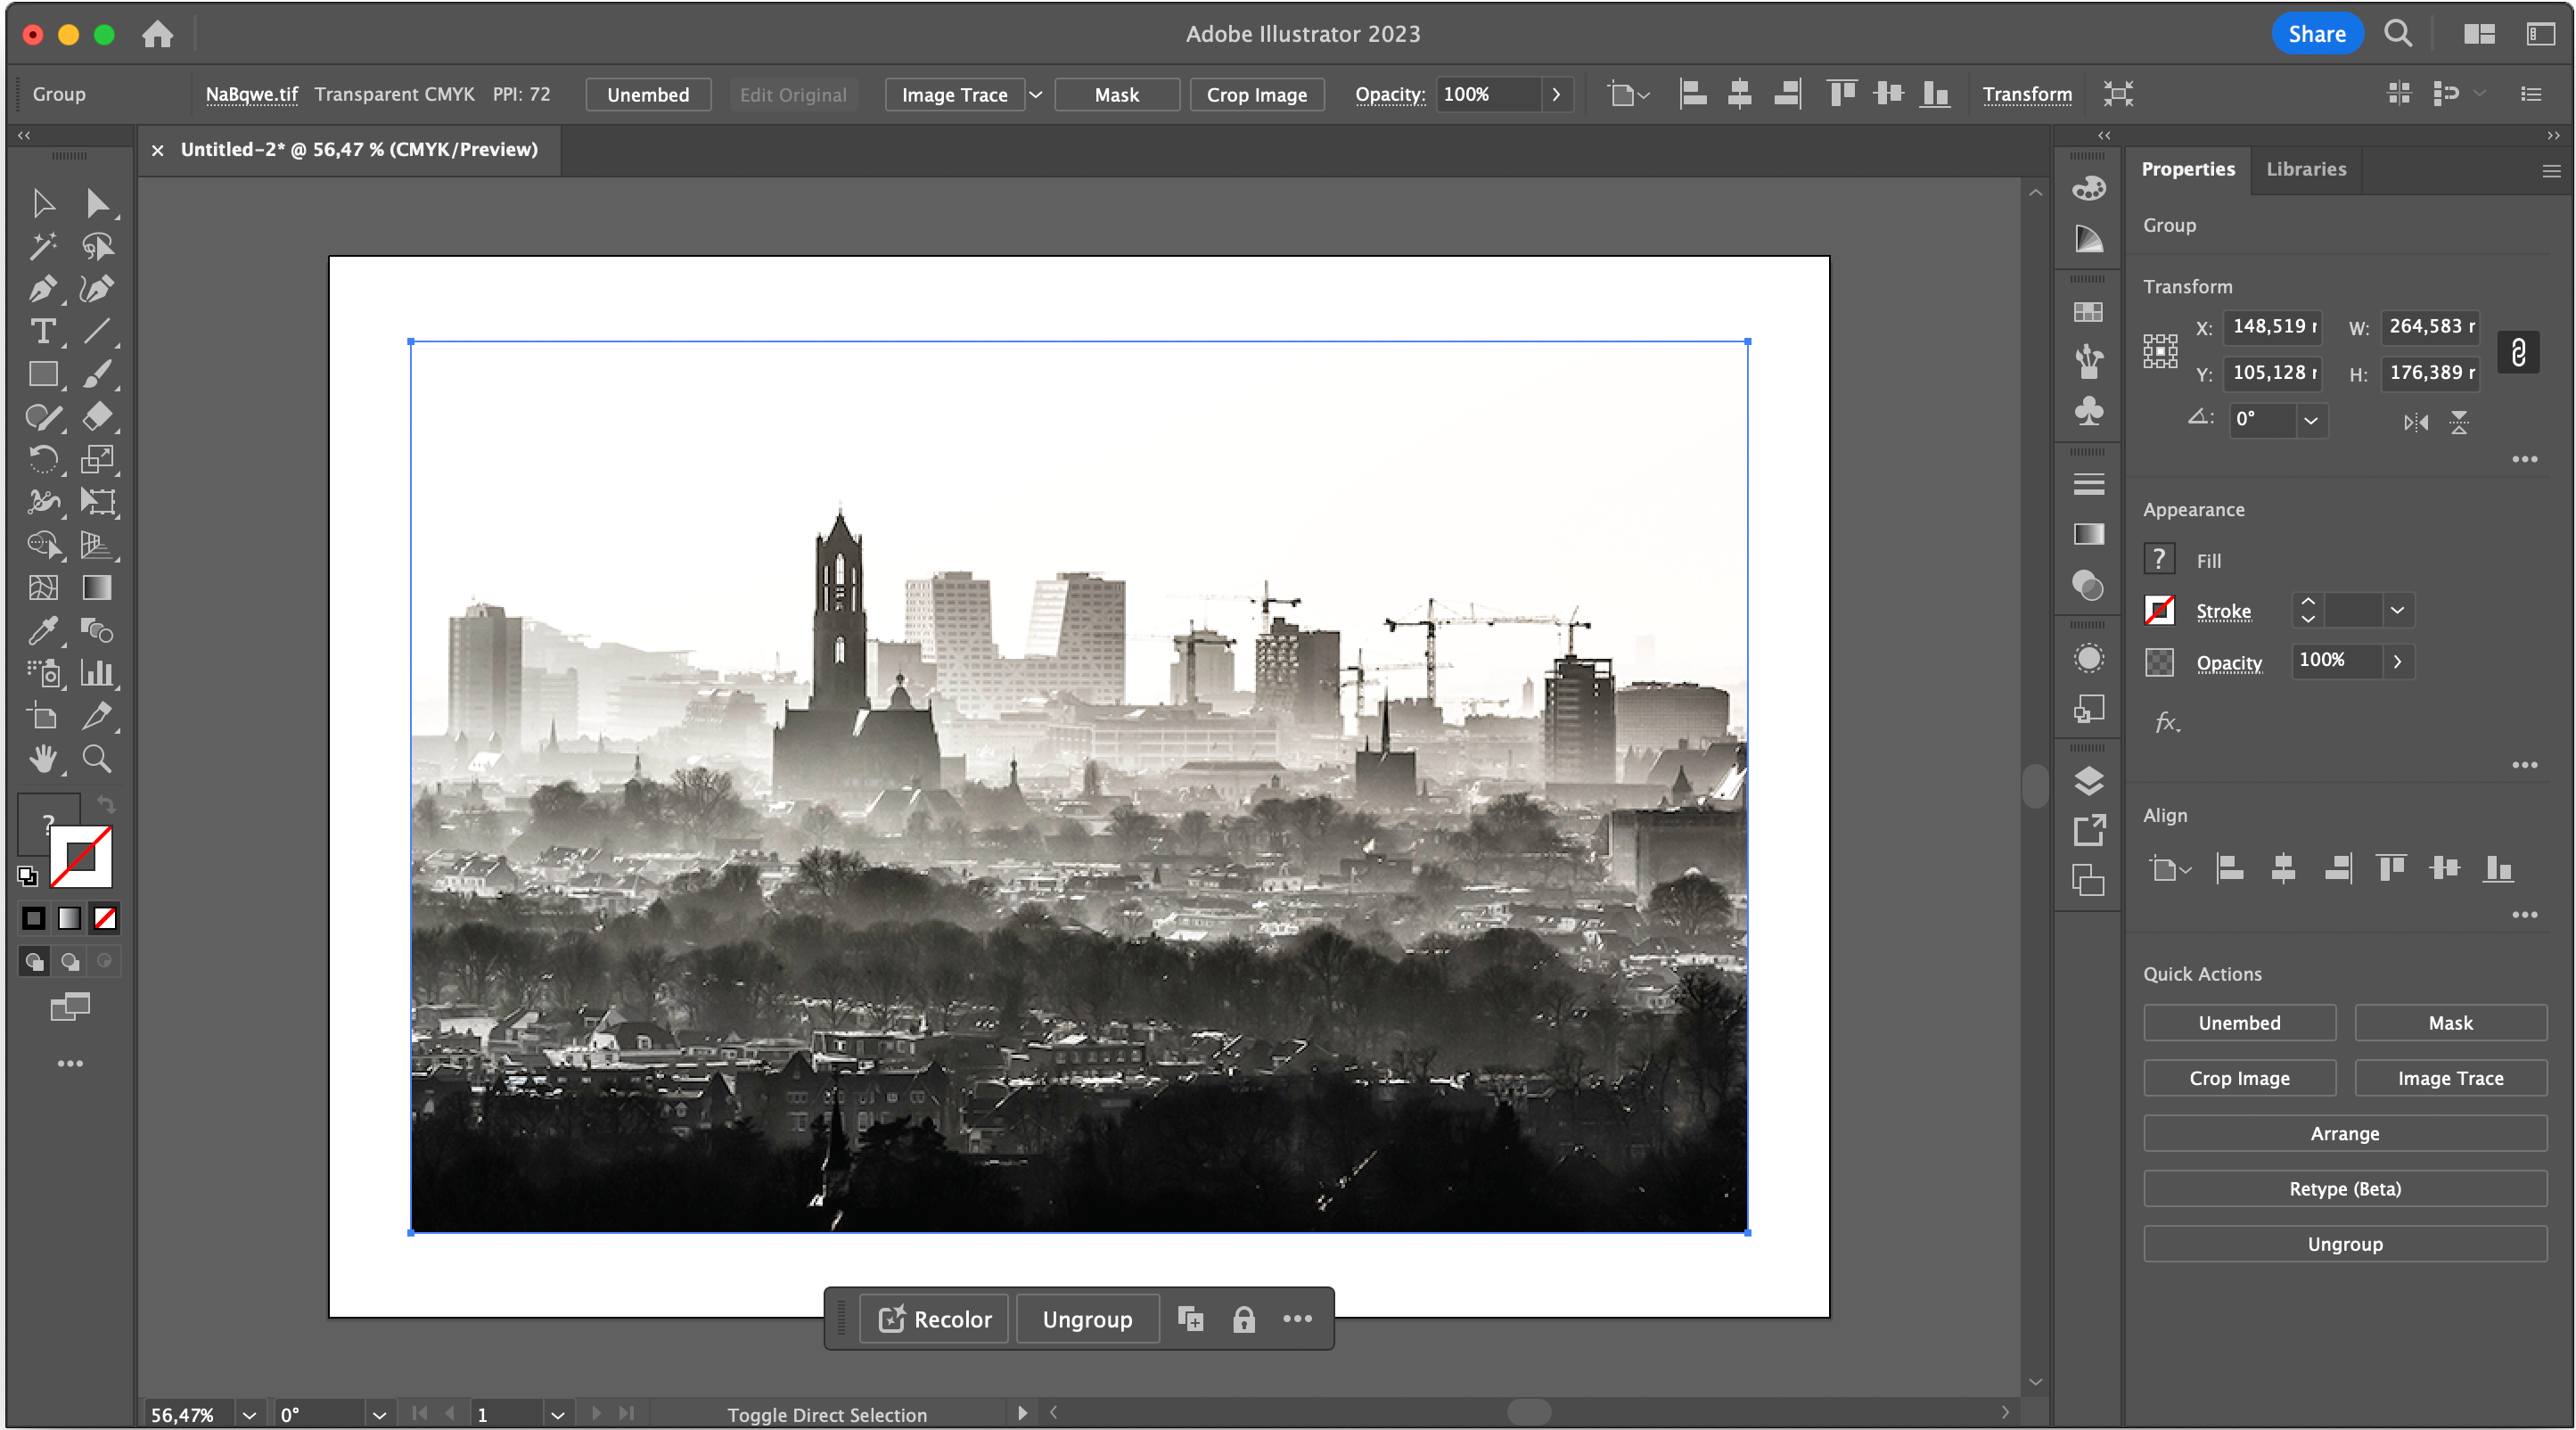 Adobe Illustrator 2023
Share
Group
NaBqwe.tif Transparent CMYK PPI: 72
Unembed
Edit Original
Image Trace
Mask
Crop Image
Opacity: 100%
Transform
Untitled-2* @ 56,47 % (CMYK/Preview)
Properties
Libraries
Group
Transform
X: 148,519 W: 264,583
Y: 105,128 H: 176,389
0°
Appearance
? Fill
Stroke
Opacity 100%
fx.
Align
Quick Actions
Unembed
Mask
Crop Image
Image Trace
Arrange
Retype (Beta)
Ungroup
?
Recolor
Ungroup
56,47%
0°
1
Toggle Direct Selection